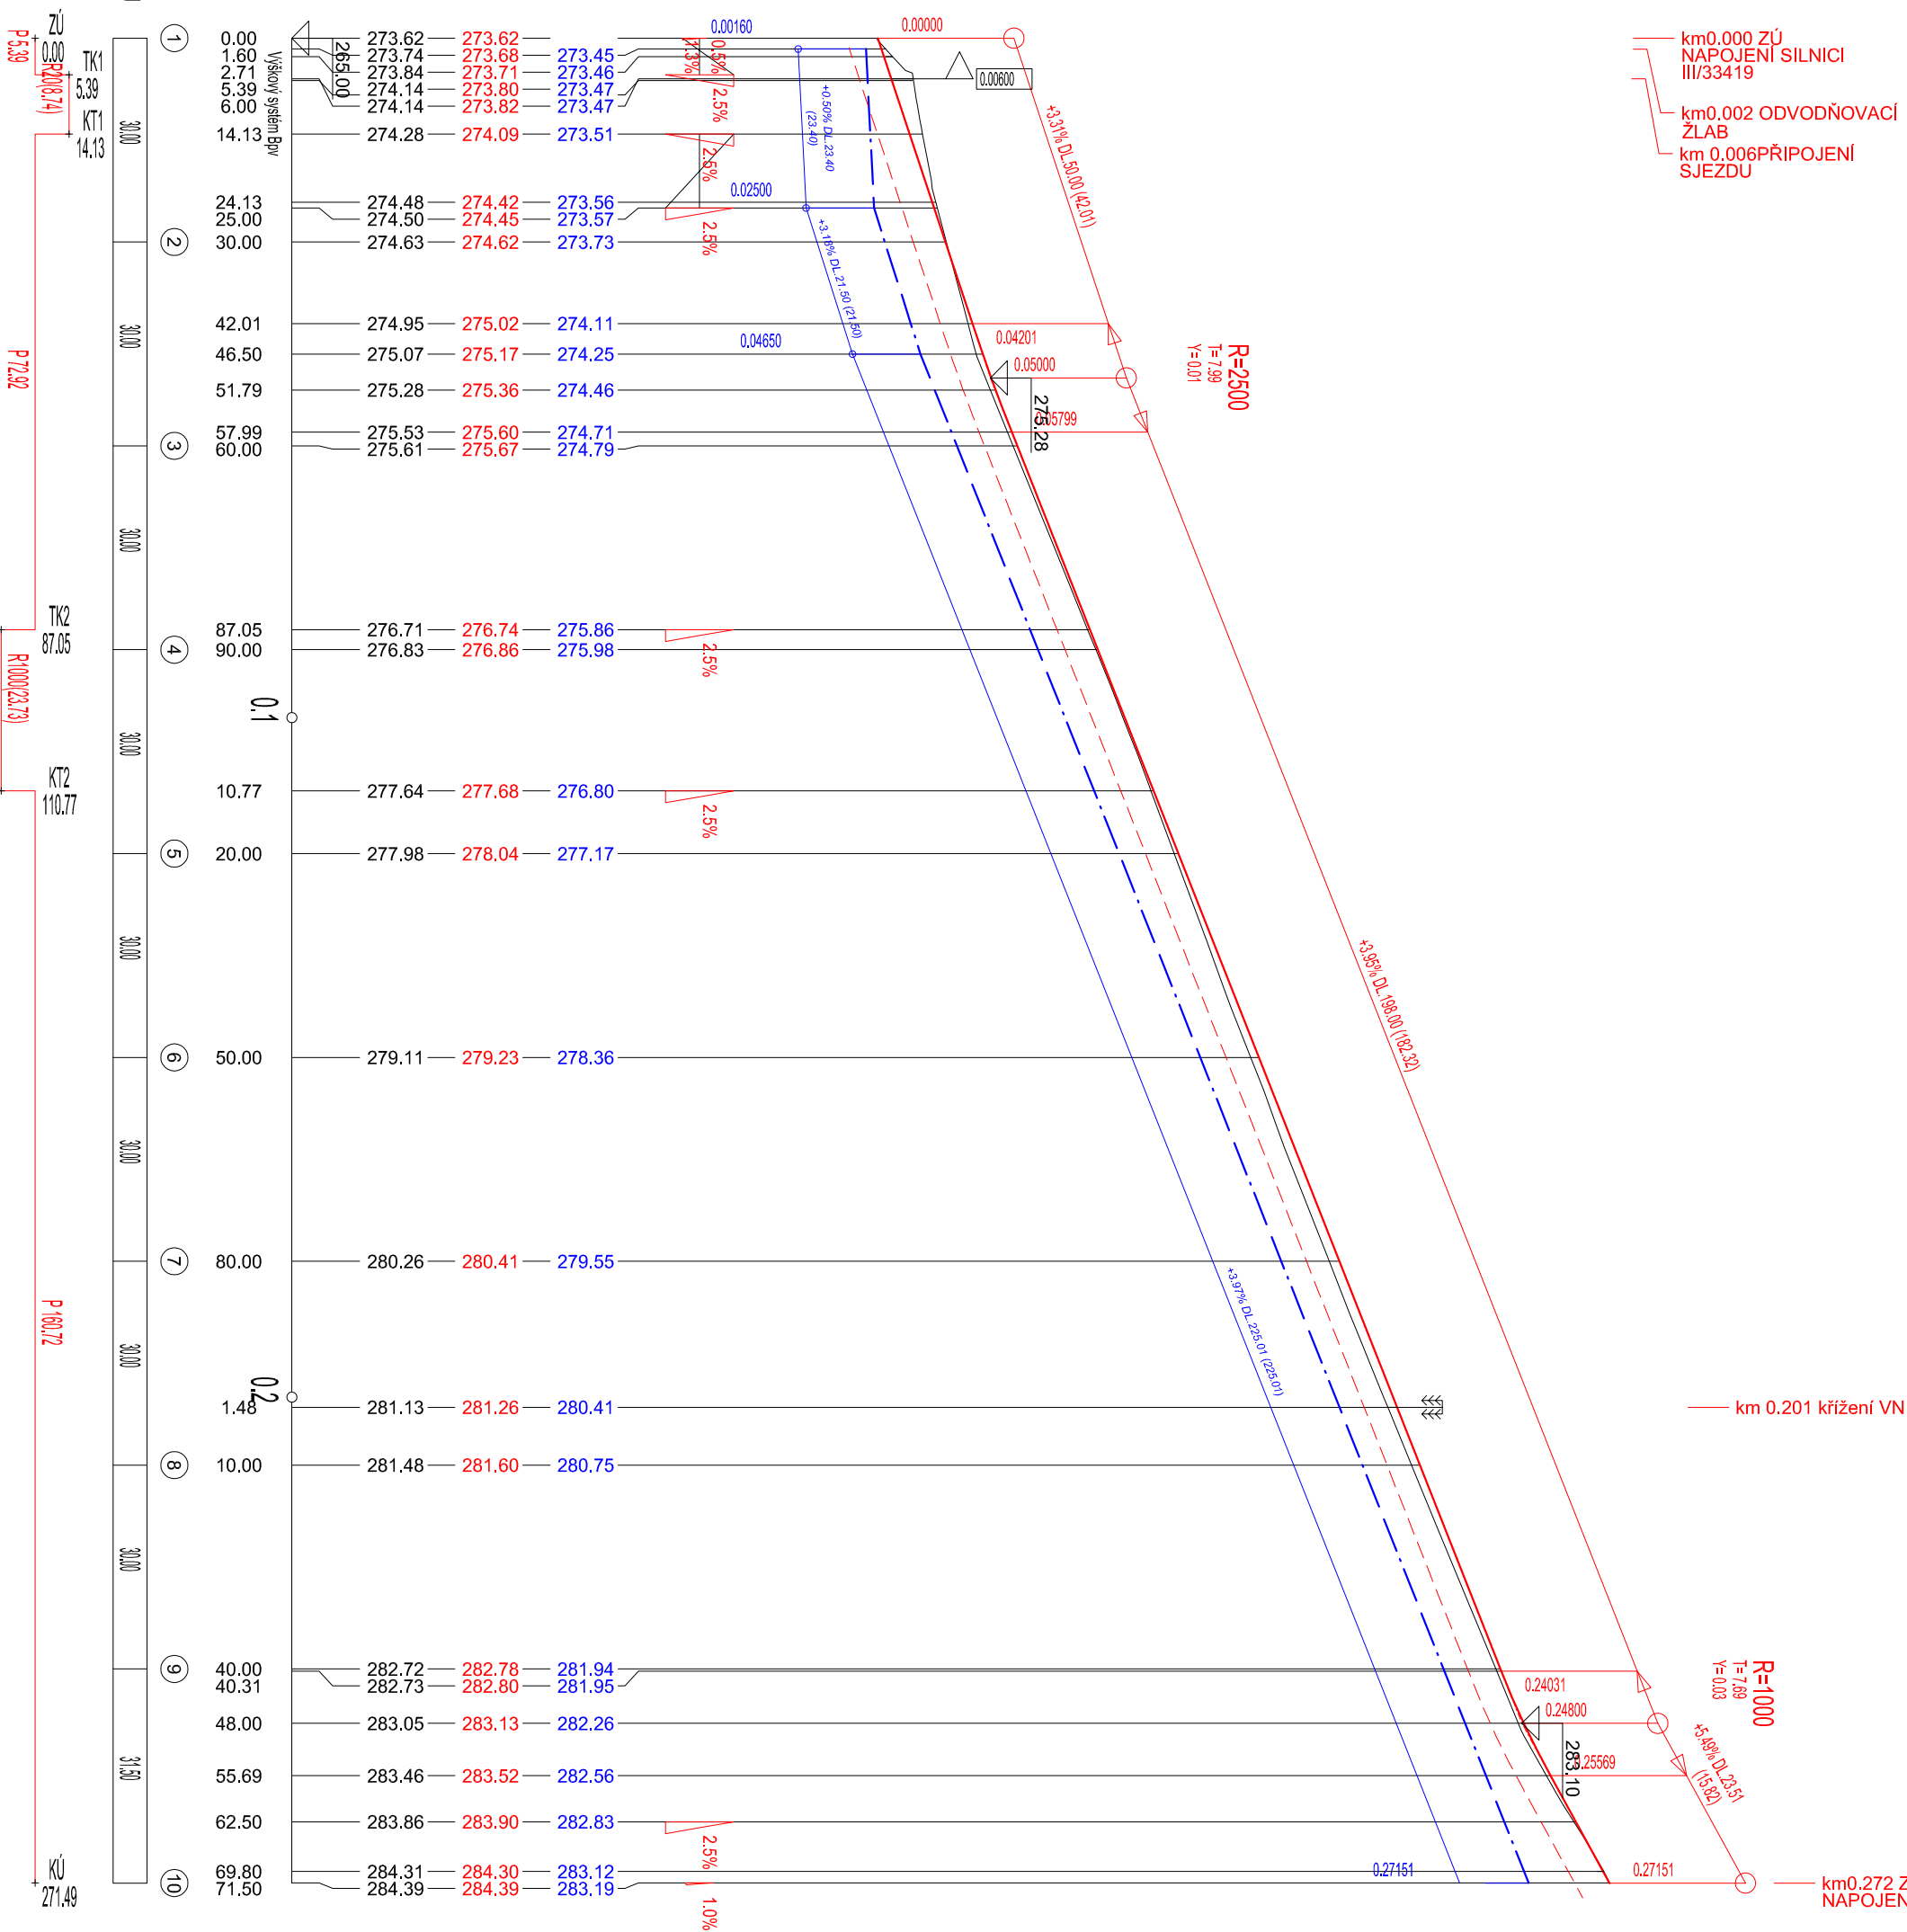 km0.000 ZÚ
NAPOJENÍ SILNICI
III/33419
km0.002 ODVODŇOVACÍ
ŽLAB
km 0.006PŘIPOJENÍ
SJEZDU
km 0.201 křížení VN
km0.272 Z
NAPOJEN
ZÚ
0.00
TK1
5.39
KT1
14.13
TK2
87.05
KT2
110.77
KÚ
271.49
P 5.39
R20(8.74)
P 72.92
R1000(23.73)
P 160.72
30.00
30.00
30.00
30.00
30.00
30.00
30.00
30.00
31.50
1
2
3
4
5
6
7
8
9
10
Výškový systém Bpv
265.00
0.1
0.2
0.00 273.62 273.62
1.60 273.74 273.68 273.45
2.71 273.84 273.71 273.46
5.39 274.14 273.80 273.47
6.00 274.14 273.82 273.47
14.13 274.28 274.09 273.51
24.13 274.48 274.42 273.56
25.00 274.50 274.45 273.57
30.00 274.63 274.62 273.73
42.01 274.95 275.02 274.11
46.50 275.07 275.17 274.25
51.79 275.28 275.36 274.46
57.99 275.53 275.60 274.71
60.00 275.61 275.67 274.79
87.05 276.71 276.74 275.86
90.00 276.83 276.86 275.98
10.77 277.64 277.68 276.80
20.00 277.98 278.04 277.17
50.00 279.11 279.23 278.36
80.00 280.26 280.41 279.55
1.48 281.13 281.26 280.41
10.00 281.48 281.60 280.75
40.00 282.72 282.78 281.94
40.31 282.73 282.80 281.95
48.00 283.05 283.13 282.26
55.69 283.46 283.52 282.56
62.50 283.86 283.90 282.83
69.80 284.31 284.30 283.12
71.50 284.39 284.39 283.19
0.5%
2.5%
2.5%
2.5%
2.5%
2.5%
2.5%
1.0%
0.00160
0.02500
0.04650
0.27151
+0.50% DL.23.40
(23.40)
+3.18% DL.21.50 (21.50)
+3.97% DL.225.01 (225.01)
0.00000
0.00600
+3.31% DL.50.00 (42.01)
0.04201
0.05000
275.28
R=2500
T=7.99
Y=0.01
+3.95% DL.198.00 (182.32)
0.24031
0.24800
283.10
R=1000
T=7.69
Y=0.03
+5.49% DL.23.51
(15.82)
0.27151